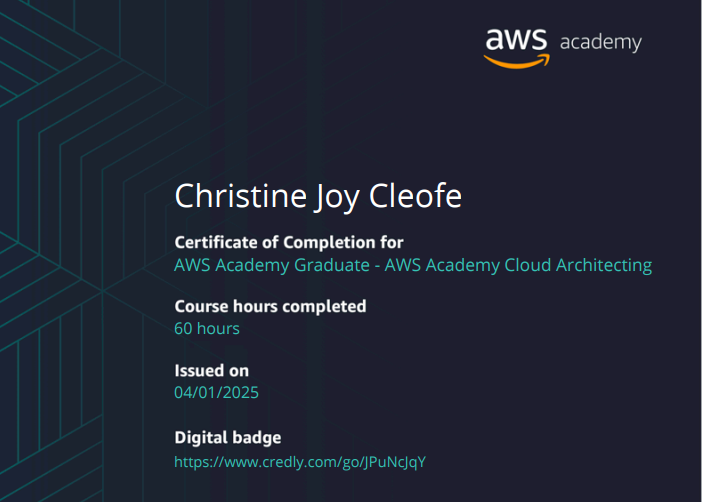 aws academy
Christine Joy Cleofe
Certificate of Completion for
AWS Academy Graduate - AWS Academy Cloud Architecting
Course hours completed
60 hours
Issued on
04/01/2025
Digital badge
https://www.credly.com/go/JPuNcJqY